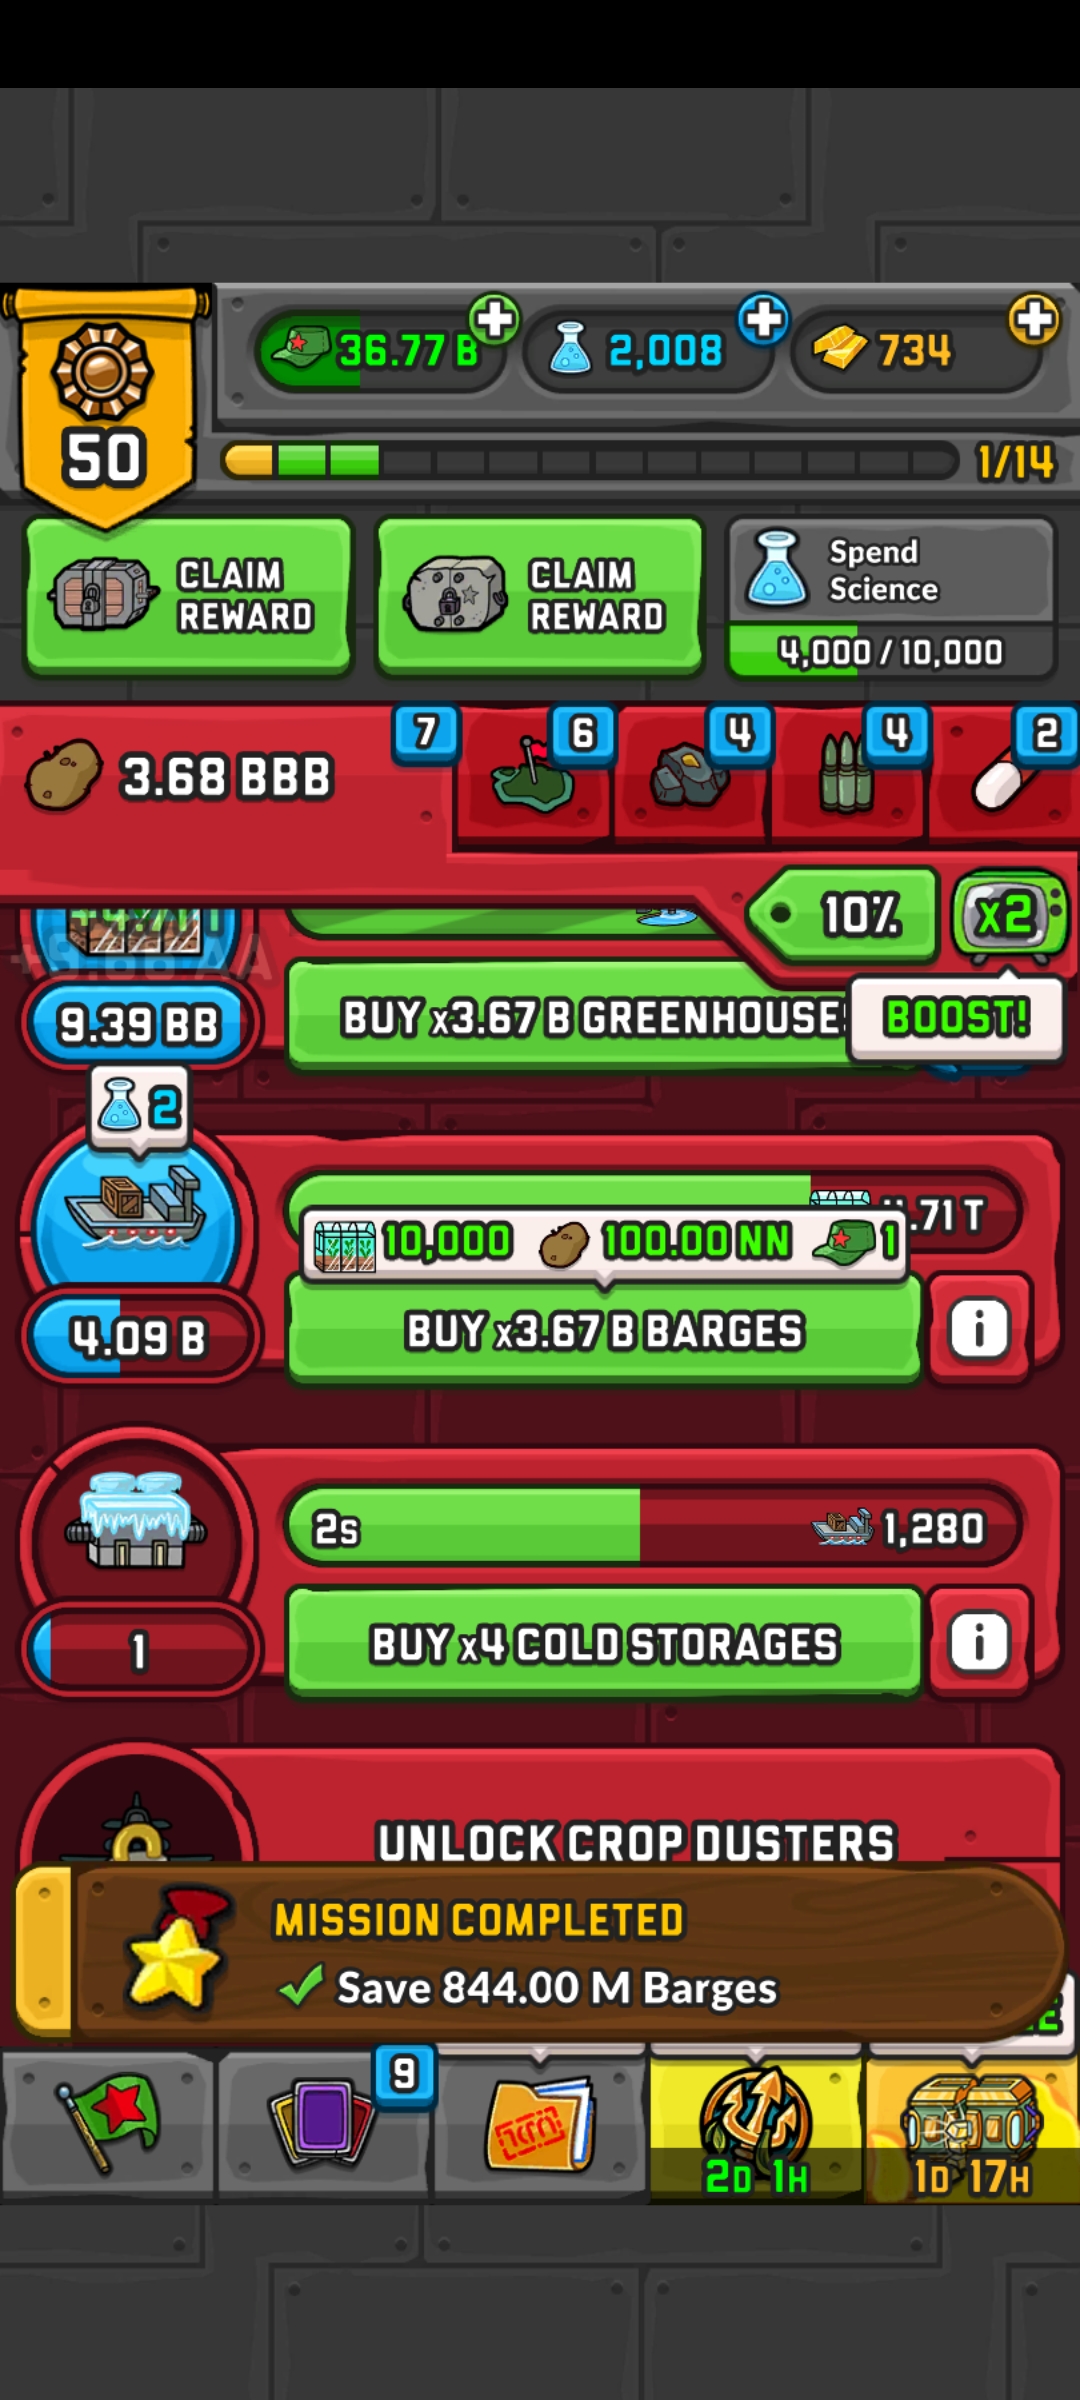 36.77 B
2,008
734
50
1/14
CLAIM REWARD
CLAIM REWARD
Spend Science
4,000 / 10,000
3.68 BBB
7
6
4
4
2
10%
x2
BOOST!
9.39 BB
BUY x3.67 B GREENHOUSE
2
.71 T
10,000
100.00 NN
1
4.09 B
BUY x3.67 B BARGES
i
2s
1,280
1
BUY x4 COLD STORAGES
i
UNLOCK CROP DUSTERS
MISSION COMPLETED
Save 844.00 M Barges
9
2D 1H
1D 17H